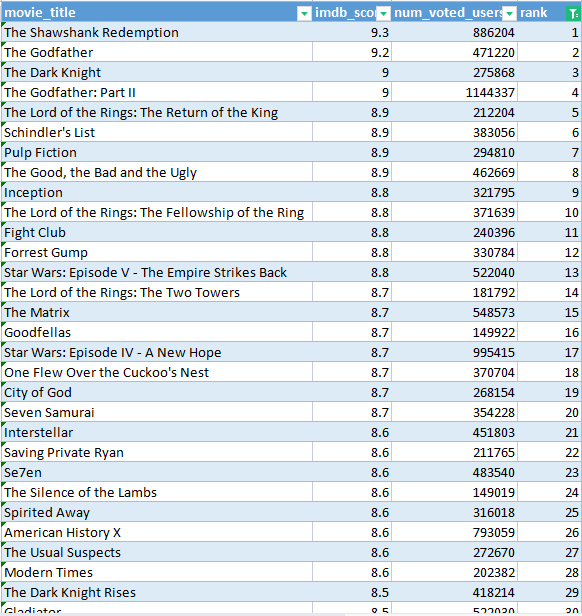 movie_title imdb_scor num_voted_users rank
The Shawshank Redemption 9.3 886204 1
The Godfather 9.2 471220 2
The Dark Knight 9 275868 3
The Godfather: Part II 9 1144337 4
The Lord of the Rings: The Return of the King 8.9 212204 5
Schindler's List 8.9 383056 6
Pulp Fiction 8.9 294810 7
The Good, the Bad and the Ugly 8.9 462669 8
Inception 8.8 321795 9
The Lord of the Rings: The Fellowship of the Ring 8.8 371639 10
Fight Club 8.8 240396 11
Forrest Gump 8.8 330784 12
Star Wars: Episode V - The Empire Strikes Back 8.8 522040 13
The Lord of the Rings: The Two Towers 8.7 181792 14
The Matrix 8.7 548573 15
Goodfellas 8.7 149922 16
Star Wars: Episode IV - A New Hope 8.7 995415 17
One Flew Over the Cuckoo's Nest 8.7 370704 18
City of God 8.7 268154 19
Seven Samurai 8.7 354228 20
Interstellar 8.6 451803 21
Saving Private Ryan 8.6 211765 22
Se7en 8.6 483540 23
The Silence of the Lambs 8.6 149019 24
Spirited Away 8.6 316018 25
American History X 8.6 793059 26
The Usual Suspects 8.6 272670 27
Modern Times 8.6 202382 28
The Dark Knight Rises 8.5 418214 29
Gladiator 8.5 522030 30